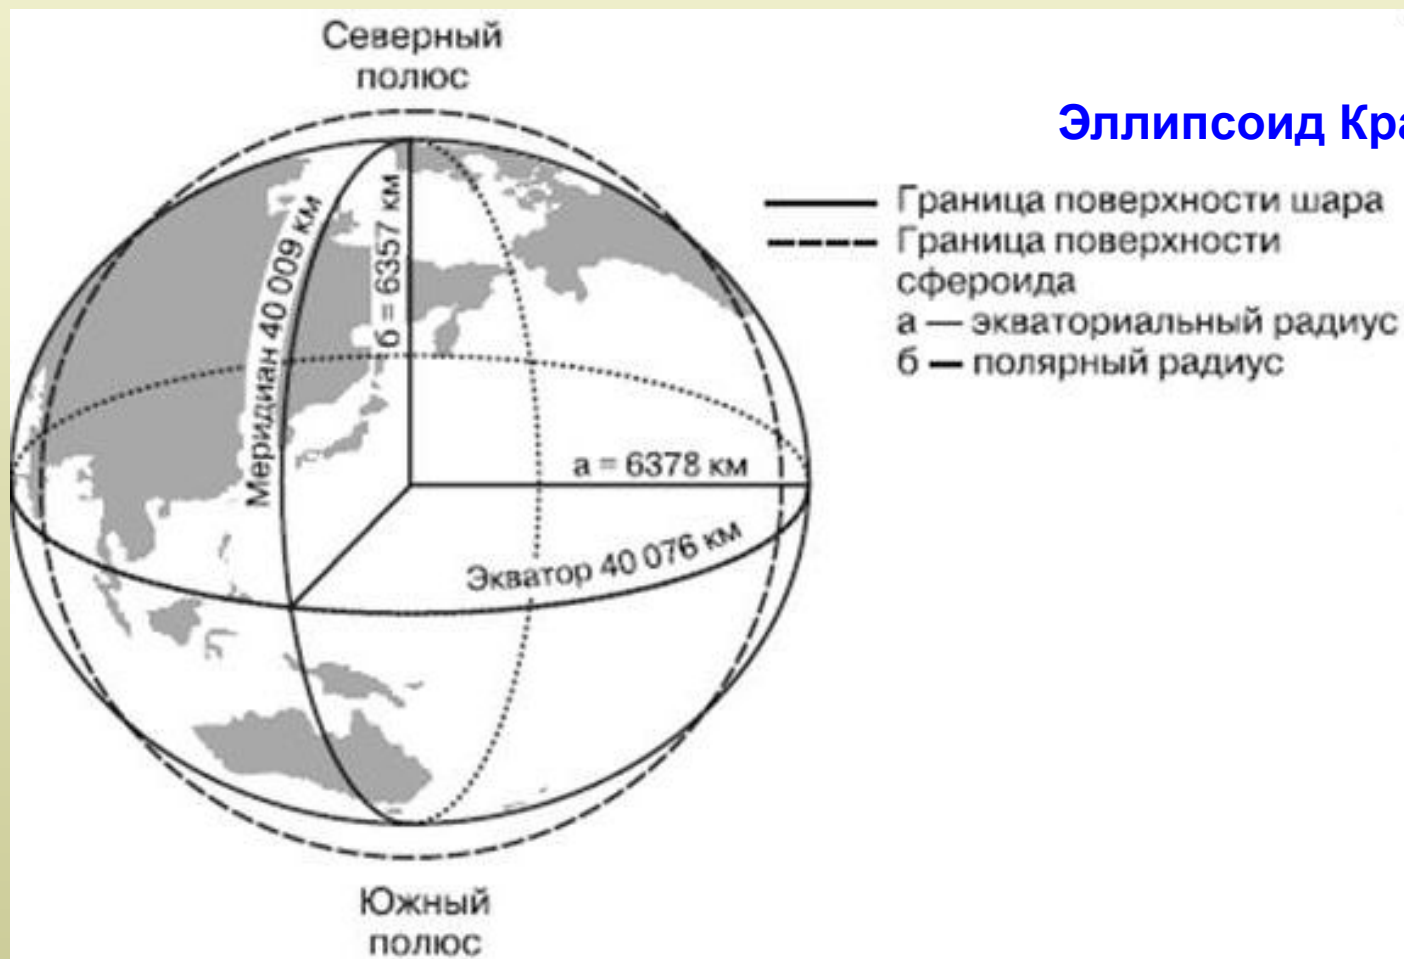 Северный
полюс
Эллипсоид Кра
Граница поверхности шара
Граница поверхности
сфероида
а — экваториальный радиус
б — полярный радиус
Меридиан 40 009 км
б = 6357 км
а = 6378 км
Экватор 40 076 км
Южный
полюс